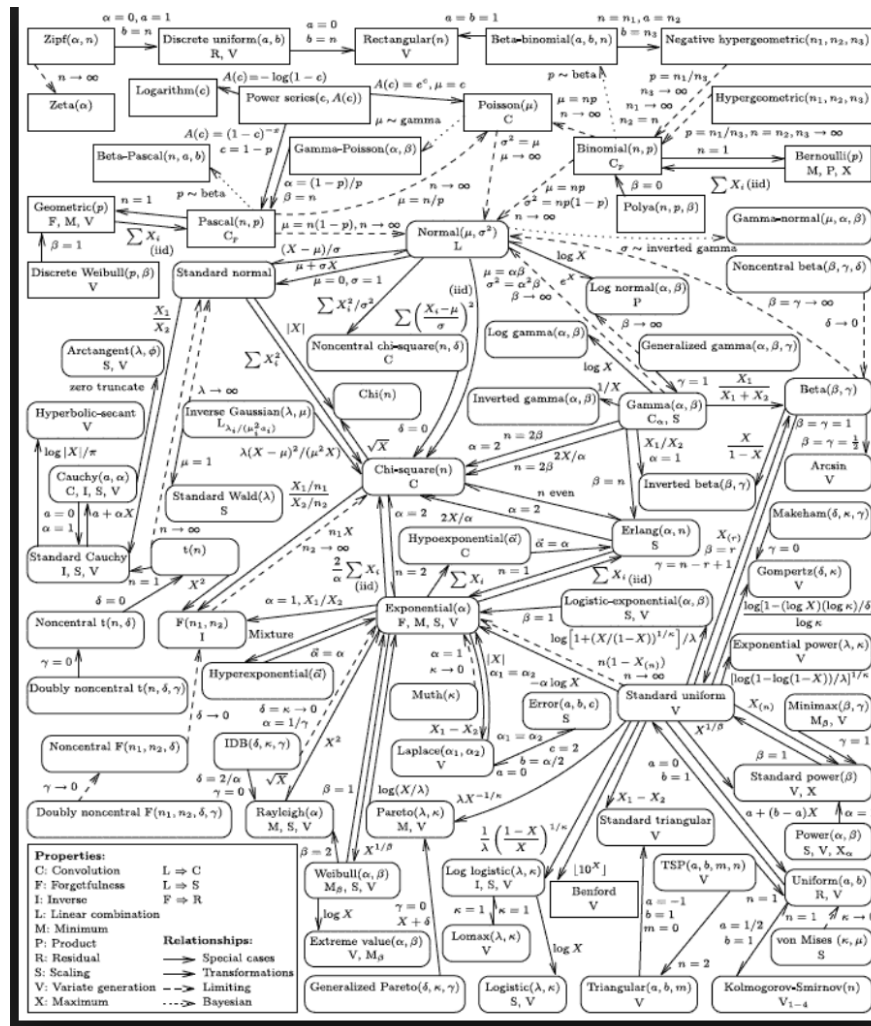 α = 0, a = 1
b = n
a = 0
b = n
a = b = 1
n = n₁, a = n₂
b = n₃
Zipf(α, n)
Discrete uniform(a, b)
R, V
Rectangular(n)
V
Beta-binomial(a, b, n)
Negative hypergeometric(n₁, n₂, n₃)
n → ∞
A(c) = −log(1 − c)
A(c) = eᶜ, μ = c
p ∼ beta
p = n₁/n₃
n₃ → ∞
n₁ → ∞
n₂ = n
Zeta(α)
Logarithm(c)
Power series(c, A(c))
Poisson(μ)
C
μ = np
n → ∞
Hypergeometric(n₁, n₂, n₃)
p = n₁/n₃, n = n₂, n₃ → ∞
A(c) = (1 − c)⁻ˣ
c = 1 − p
μ ∼ gamma
σ² = μ
μ → ∞
Beta-Pascal(n, a, b)
Gamma-Poisson(α, β)
Binomial(n, p)
Cₚ
n = 1
∑ Xᵢ (iid)
Bernoulli(p)
M, P, X
p ∼ beta
α = (1 − p)/p
β = n
n → ∞
μ = n/p
μ = np
σ² = np(1 − p)
n → ∞
β = 0
Polya(n, p, β)
Geometric(p)
F, M, V
n = 1
∑ Xᵢ
(iid)
Pascal(n, p)
Cₚ
μ = n(1 − p), n → ∞
Normal(μ, σ²)
L
Gamma-normal(μ, α, β)
σ ∼ inverted gamma
β = 1
Discrete Weibull(p, β)
V
Standard normal
(X − μ)/σ
μ + σX
μ = 0, σ = 1
(iid)
μ = αβ
σ² = α²β
β → ∞
log X
eˣ
Log normal(α, β)
P
Noncentral beta(β, γ, δ)
β = γ → ∞
δ → 0
X₁
X₂
∑ Xᵢ²/σ²
∑ ((Xᵢ − μ)/σ)²
Log gamma(α, β)
β → ∞
Generalized gamma(α, β, γ)
Arctangent(λ, φ)
S, V
zero truncate
|X|
∑ Xᵢ²
Noncentral chi-square(n, δ)
C
log X
γ = 1
X₁
X₁ + X₂
Beta(β, γ)
Hyperbolic-secant
V
λ → ∞
Inverse Gaussian(λ, μ)
Chi(n)
Inverted gamma(α, β)
1/X
Gamma(α, β)
Cα, S
β = γ = 1
β = γ = ½
log |X|/π
λ(X − μ)²/(μ²X)
√X
δ = 0
α = 2
n = 2β
n = 2β
2X/α
X₁/X₂
α = 1
X
1 − X
Arcsin
V
Cauchy(a, α)
C, I, S, V
μ = 1
Standard Wald(λ)
S
Chi-square(n)
C
β = n
Inverted beta(β, γ)
a = 0
α = 1
a + αX
X₁/n₁
X₂/n₂
n even
α = 2
α = 2
2X/α
Erlang(α, n)
S
Makeham(δ, κ, γ)
Standard Cauchy
I, S, V
n → ∞
t(n)
n = 1
X²
n₁X
n₂ → ∞
2/α ∑ Xᵢ
(iid)
Hypoexponential(α⃗)
C
α⃗ = α
n = 2
n = 1
∑ Xᵢ
∑ Xᵢ (iid)
X₍ᵣ₎
β = r
γ = n − r + 1
γ = 0
Gompertz(δ, κ)
V
Noncentral t(n, δ)
δ = 0
F(n₁, n₂)
I
α = 1, X₁/X₂
Mixture
Exponential(α)
F, M, S, V
β = 1
Logistic-exponential(α, β)
S, V
log[1 + (X/(1−X))^{1/κ}]/λ
log[1−(log X)(log κ)/δ
log κ
Exponential power(λ, κ)
V
γ = 0
Doubly noncentral t(n, δ, γ)
Hyperexponential(α⃗)
α⃗ = α
α = 1
κ → 0
|X|
α₁ = α₂
n(1 − X₍ₙ₎)
n → ∞
[log(1−log(1−X))/λ]^{1/κ}
δ → 0
δ = κ → 0
α = 1/γ
Muth(κ)
−α log X
Error(a, b, c)
S
Standard uniform
V
X^{1/β}
X₍ₙ₎
Minimax(β, γ)
Mβ, V
γ = 1
Noncentral F(n₁, n₂, δ)
IDB(δ, κ, γ)
X²
X₁ − X₂
α₁ = α₂
Laplace(α₁, α₂)
V
c = 2
b = α/2
a = 0
a = 0
b = 1
β = 1
γ → 0
δ = 2/α
γ = 0
√X
β = 1
log(X/λ)
λX^{−1/κ}
X₁ − X₂
Standard power(β)
V, X
Doubly noncentral F(n₁, n₂, δ, γ)
Rayleigh(α)
M, S, V
Pareto(λ, κ)
M, V
Standard triangular
V
a + (b − a)X
α =
Power(α, β)
S, V, Xα
β = 2
X^{1/β}
1/λ ((1 − X)/X)^{1/κ}
Weibull(α, β)
Mβ, S, V
Log logistic(λ, κ)
I, S, V
⌊10ˣ⌋
Benford
V
TSP(a, b, m, n)
V
n = 1
Uniform(a, b)
R, V
log X
γ = 0
X + δ
κ = 1
κ = 1
a = −1
b = 1
m = 0
a = 1/2
b = 1
n = 1
κ → 0
Extreme value(α, β)
V, Mβ
Lomax(λ, κ)
V
log X
von Mises (κ, μ)
S
n = 2
Generalized Pareto(δ, κ, γ)
Logistic(λ, κ)
S, V
Triangular(a, b, m)
V
Kolmogorov-Smirnov(n)
V₁₋₄
Properties:
C: Convolution L ⇒ C
F: Forgetfulness L ⇒ S
I: Inverse F ⇒ R
L: Linear combination
M: Minimum
P: Product
R: Residual Relationships:
S: Scaling Special cases
V: Variate generation Transformations
X: Maximum Limiting
Bayesian